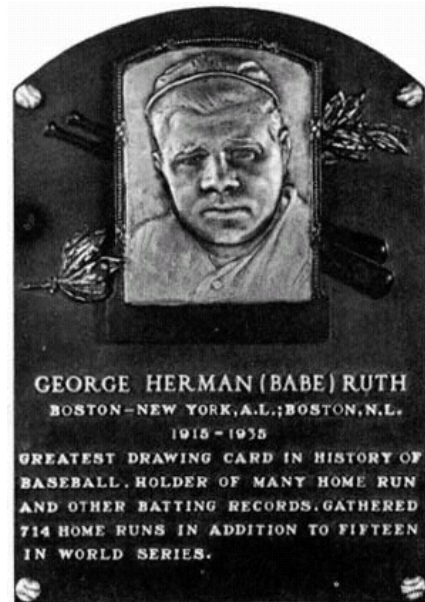 GEORGE HERMAN (BABE) RUTH
BOSTON-NEW YORK, A.L.; BOSTON, N.L.
1915-1935
GREATEST DRAWING CARD IN HISTORY OF
BASEBALL. HOLDER OF MANY HOME RUN
AND OTHER BATTING RECORDS. GATHERED
714 HOME RUNS IN ADDITION TO FIFTEEN
IN WORLD SERIES.